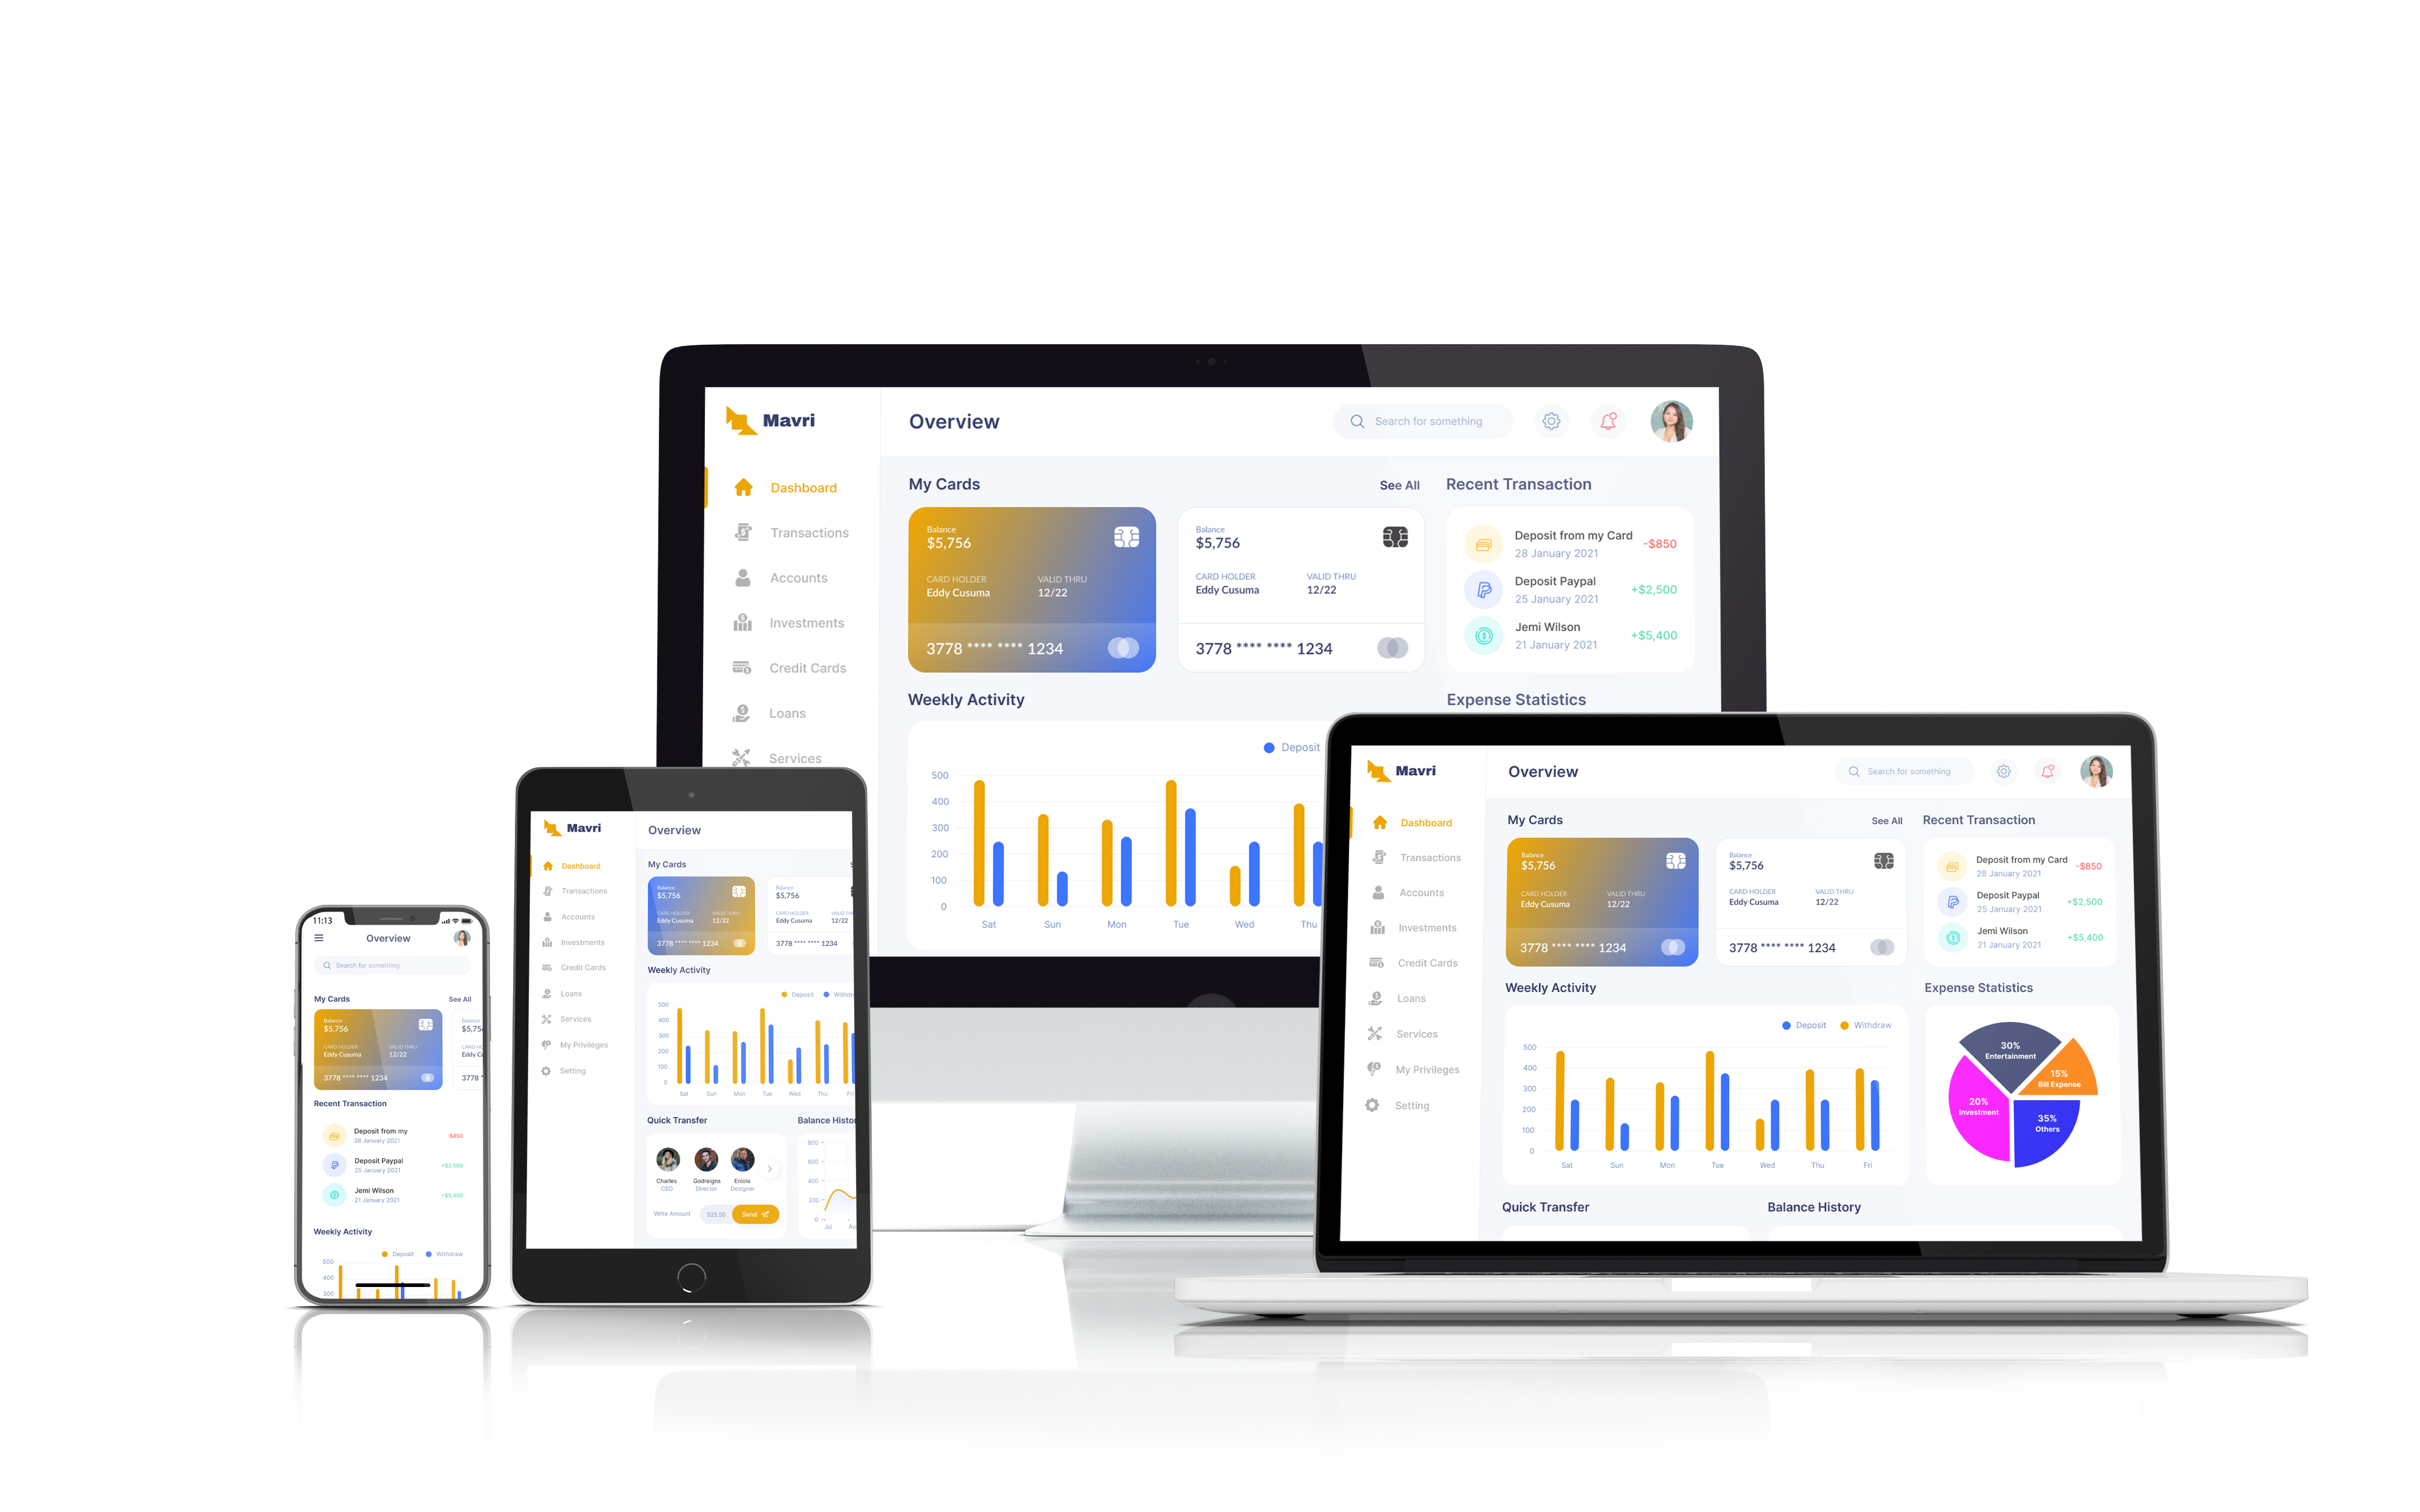 Mavri
Overview
Search for something
Dashboard
Transactions
Accounts
Investments
Credit Cards
Loans
Services
My Cards
See All
Balance
$5,756
CARD HOLDER
Eddy Cusuma
VALID THRU
12/22
3778 **** **** 1234
Balance
$5,756
CARD HOLDER
Eddy Cusuma
VALID THRU
12/22
3778 **** **** 1234
Recent Transaction
Deposit from my Card
28 January 2021
-$850
Deposit Paypal
25 January 2021
+$2,500
Jemi Wilson
21 January 2021
+$5,400
Weekly Activity
Deposit
500
400
300
200
100
0
Sat
Sun
Mon
Tue
Wed
Thu
Expense Statistics
11:13
Overview
Search for something
My Cards
See All
Balance
$5,756
CARD HOLDER
Eddy Cusuma
VALID THRU
12/22
3778 **** **** 1234
Balance
$5,75
CARD H
Eddy C
3778 *
Recent Transaction
Deposit from my
28 January 2021
-$850
Deposit Paypal
25 January 2021
+$2,500
Jemi Wilson
21 January 2021
+$5,400
Weekly Activity
Deposit
Withdraw
500
400
300
Mavri
Overview
Dashboard
Transactions
Accounts
Investments
Credit Cards
Loans
Services
My Privileges
Setting
My Cards
Balance
$5,756
CARD HOLDER
Eddy Cusuma
VALID THRU
12/22
3778 **** **** 1234
Balance
$5,756
CARD HOLDER
Eddy Cusuma
VALID TH
12/22
3778 **** **** 1234
Weekly Activity
Deposit
Withdra
500
400
300
200
100
0
Sat
Sun
Mon
Tue
Wed
Thu
Fri
Quick Transfer
Charles
CEO
Godreigns
Director
Eniola
Designer
Write Amount
525.50
Send
Balance Histo
800
600
400
200
0
Jul
Au
Mavri
Overview
Search for something
Dashboard
Transactions
Accounts
Investments
Credit Cards
Loans
Services
My Privileges
Setting
My Cards
See All
Balance
$5,756
CARD HOLDER
Eddy Cusuma
VALID THRU
12/22
3778 **** **** 1234
Balance
$5,756
CARD HOLDER
Eddy Cusuma
VALID THRU
12/22
3778 **** **** 1234
Recent Transaction
Deposit from my Card
28 January 2021
-$850
Deposit Paypal
25 January 2021
+$2,500
Jemi Wilson
21 January 2021
+$5,400
Weekly Activity
Deposit
Withdraw
500
400
300
200
100
0
Sat
Sun
Mon
Tue
Wed
Thu
Fri
Expense Statistics
30%
Entertainment
15%
Bill Expense
20%
Investment
35%
Others
Quick Transfer
Balance History